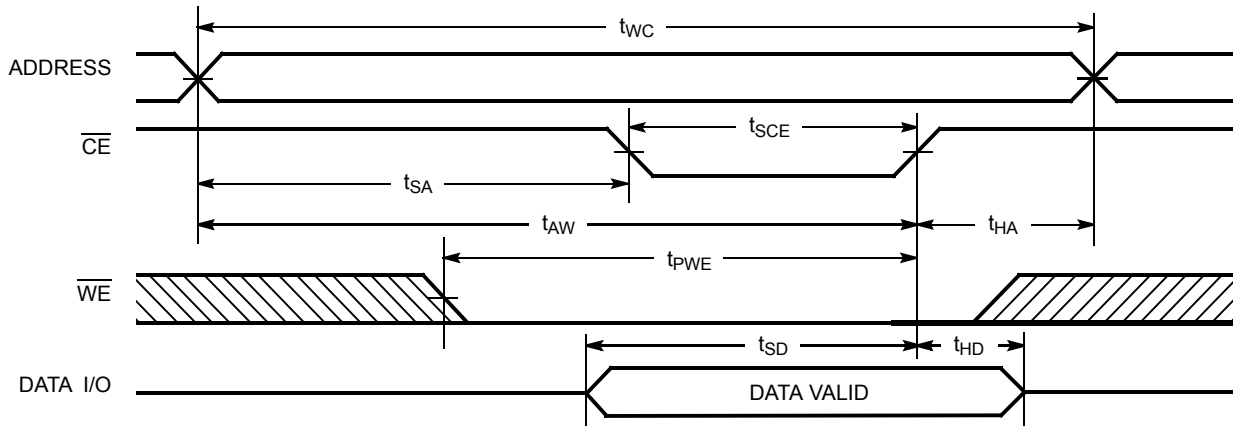 tWC
ADDRESS
CE
tSCE
tSA
tAW
tHA
tPWE
WE
tSD
tHD
DATA I/O
DATA VALID